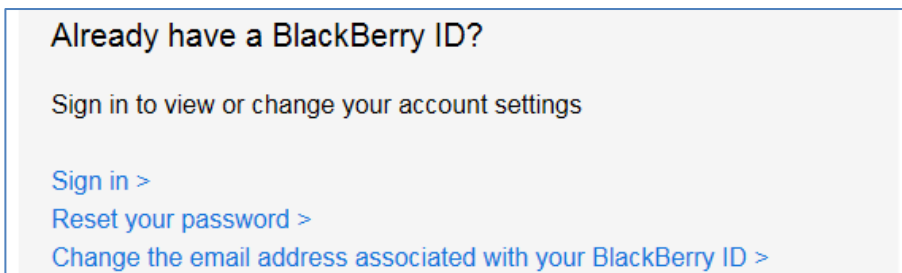 Already have a BlackBerry ID?
Sign in to view or change your account settings
Sign in >
Reset your password >
Change the email address associated with your BlackBerry ID >